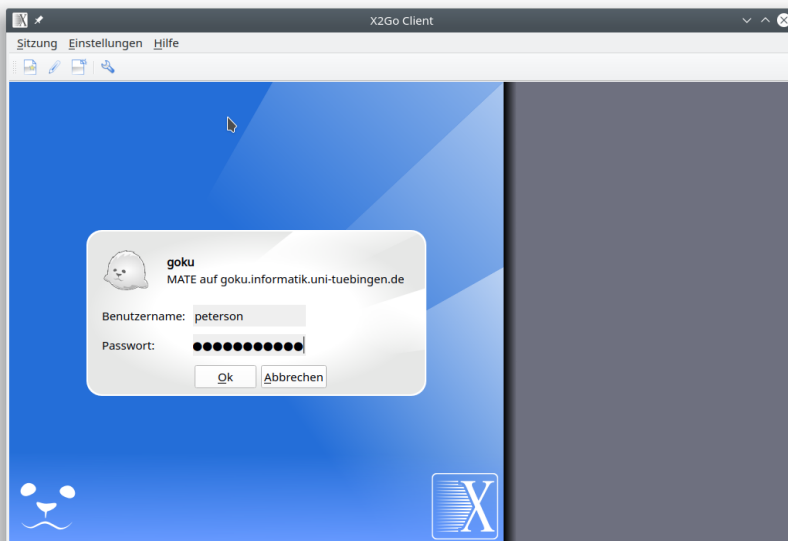 X2Go Client
Sitzung Einstellungen Hilfe
goku
MATE auf goku.informatik.uni-tuebingen.de
Benutzername: peterson
Passwort: ●●●●●●●●●●●
Ok Abbrechen
X